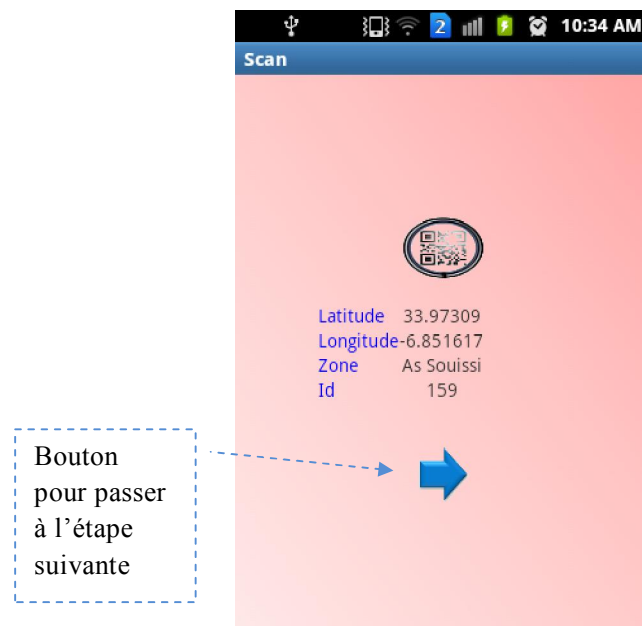 2 10:34 AM
Scan
Latitude 33.97309
Longitude-6.851617
Zone As Souissi
Id 159
Bouton
pour passer
à l’étape
suivante